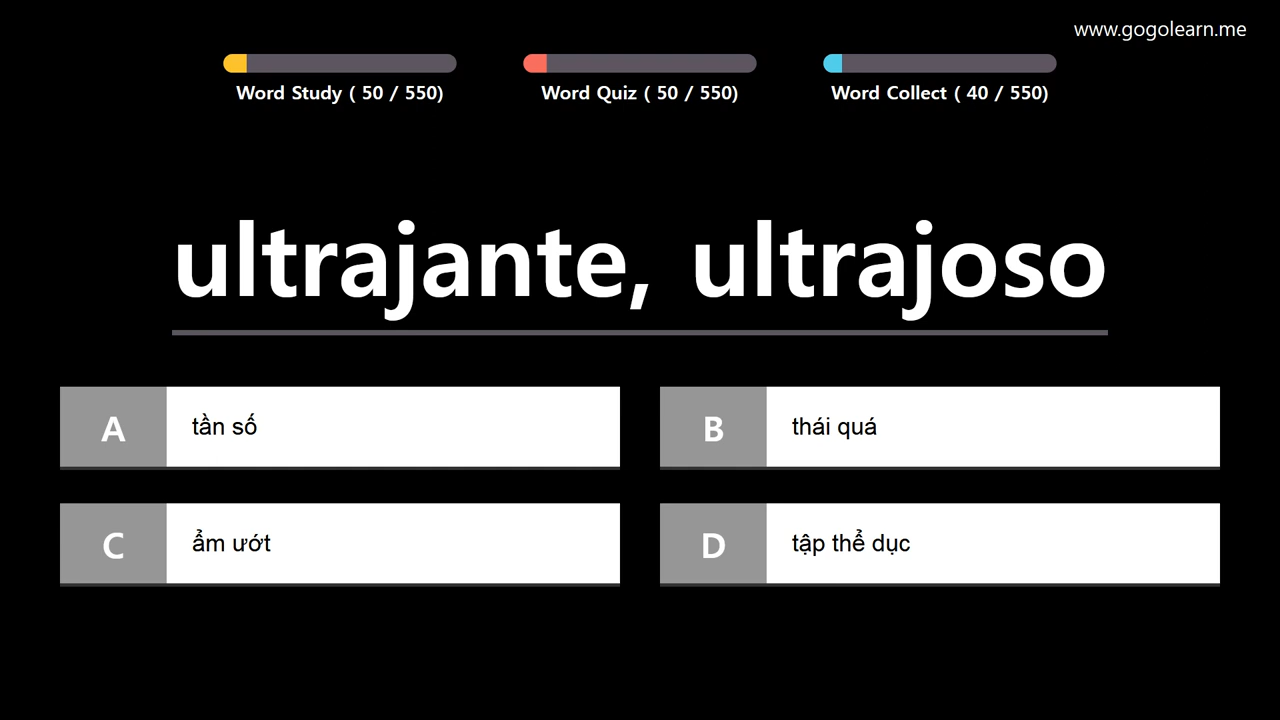 www.gogolearn.me
Word Study ( 50 / 550)
Word Quiz ( 50 / 550)
Word Collect ( 40 / 550)
ultrajante, ultrajoso
A tần số
B thái quá
C ẩm ướt
D tập thể dục